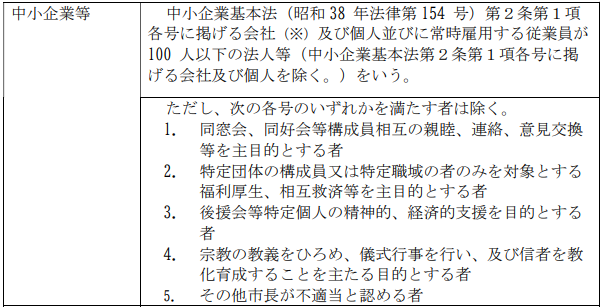 中小企業等
中小企業基本法（昭和38 年法律第154 号）第２条第１項
各号に掲げる会社（※）及び個人並びに常時雇用する従業員が
100 人以下の法人等（中小企業基本法第２条第１項各号に掲
げる会社及び個人を除く。）をいう。
ただし、次の各号のいずれかを満たす者は除く。
1. 同窓会、同好会等構成員相互の親睦、連絡、意見交換
等を主目的とする者
2. 特定団体の構成員又は特定職域の者のみを対象とする
福利厚生、相互救済等を主目的とする者
3. 後援会等特定個人の精神的、経済的支援を目的とする
者
4. 宗教の教義をひろめ、儀式行事を行い、及び信者を教
化育成することを主たる目的とする者
5. その他市長が不適当と認める者